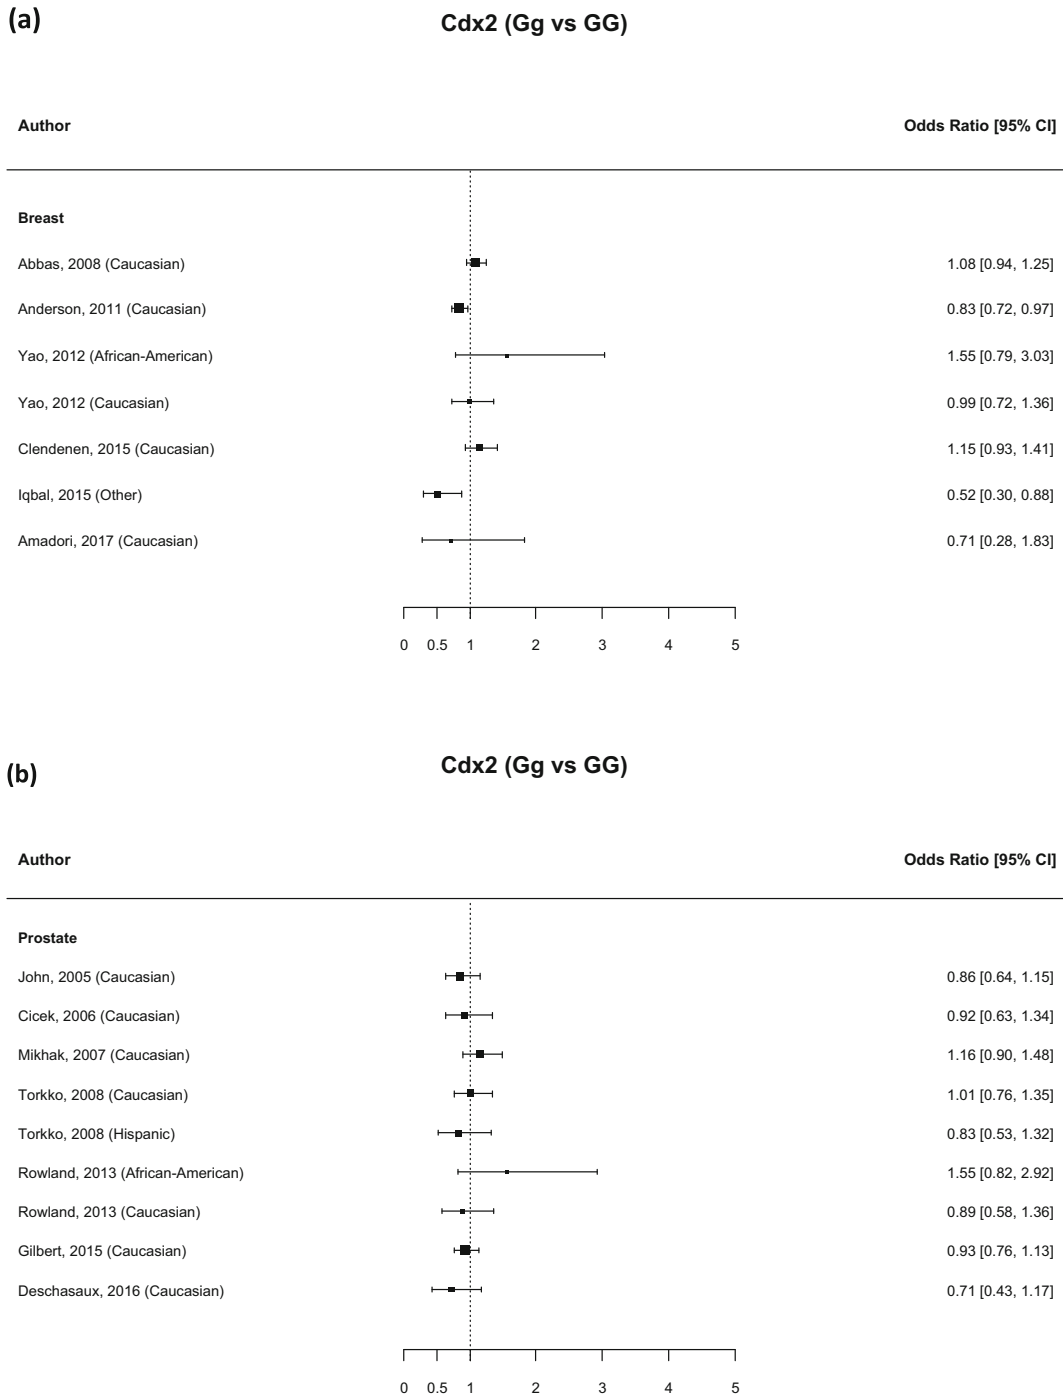 (a)
Cdx2 (Gg vs GG)
Author Odds Ratio [95% CI]
Breast
Abbas, 2008 (Caucasian) 1.08 [0.94, 1.25]
Anderson, 2011 (Caucasian) 0.83 [0.72, 0.97]
Yao, 2012 (African-American) 1.55 [0.79, 3.03]
Yao, 2012 (Caucasian) 0.99 [0.72, 1.36]
Clendenen, 2015 (Caucasian) 1.15 [0.93, 1.41]
Iqbal, 2015 (Other) 0.52 [0.30, 0.88]
Amadori, 2017 (Caucasian) 0.71 [0.28, 1.83]
0 0.5 1 2 3 4 5
(b)
Cdx2 (Gg vs GG)
Author Odds Ratio [95% CI]
Prostate
John, 2005 (Caucasian) 0.86 [0.64, 1.15]
Cicek, 2006 (Caucasian) 0.92 [0.63, 1.34]
Mikhak, 2007 (Caucasian) 1.16 [0.90, 1.48]
Torkko, 2008 (Caucasian) 1.01 [0.76, 1.35]
Torkko, 2008 (Hispanic) 0.83 [0.53, 1.32]
Rowland, 2013 (African-American) 1.55 [0.82, 2.92]
Rowland, 2013 (Caucasian) 0.89 [0.58, 1.36]
Gilbert, 2015 (Caucasian) 0.93 [0.76, 1.13]
Deschasaux, 2016 (Caucasian) 0.71 [0.43, 1.17]
0 0.5 1 2 3 4 5